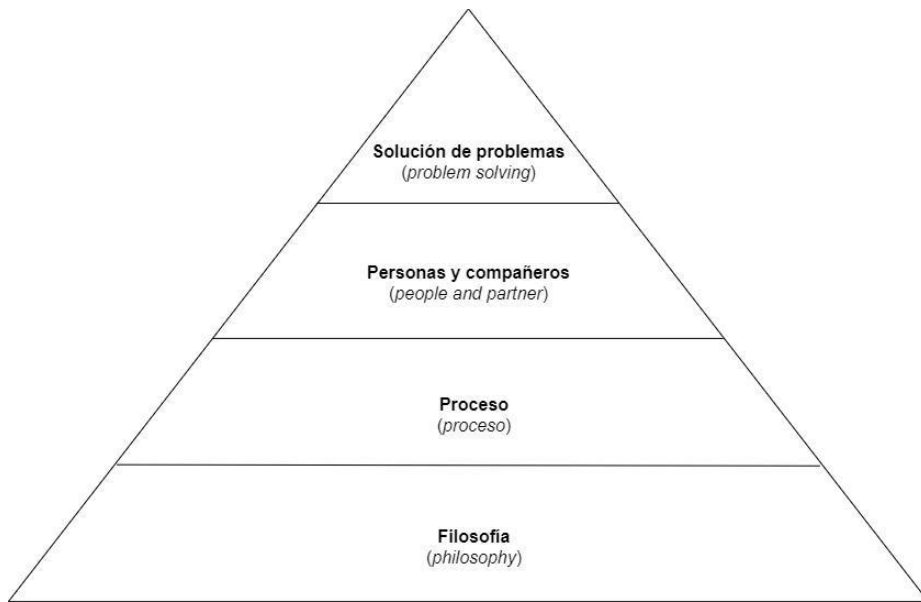 Solución de problemas
(problem solving)
Personas y compañeros
(people and partner)
Proceso
(proceso)
Filosofía
(philosophy)